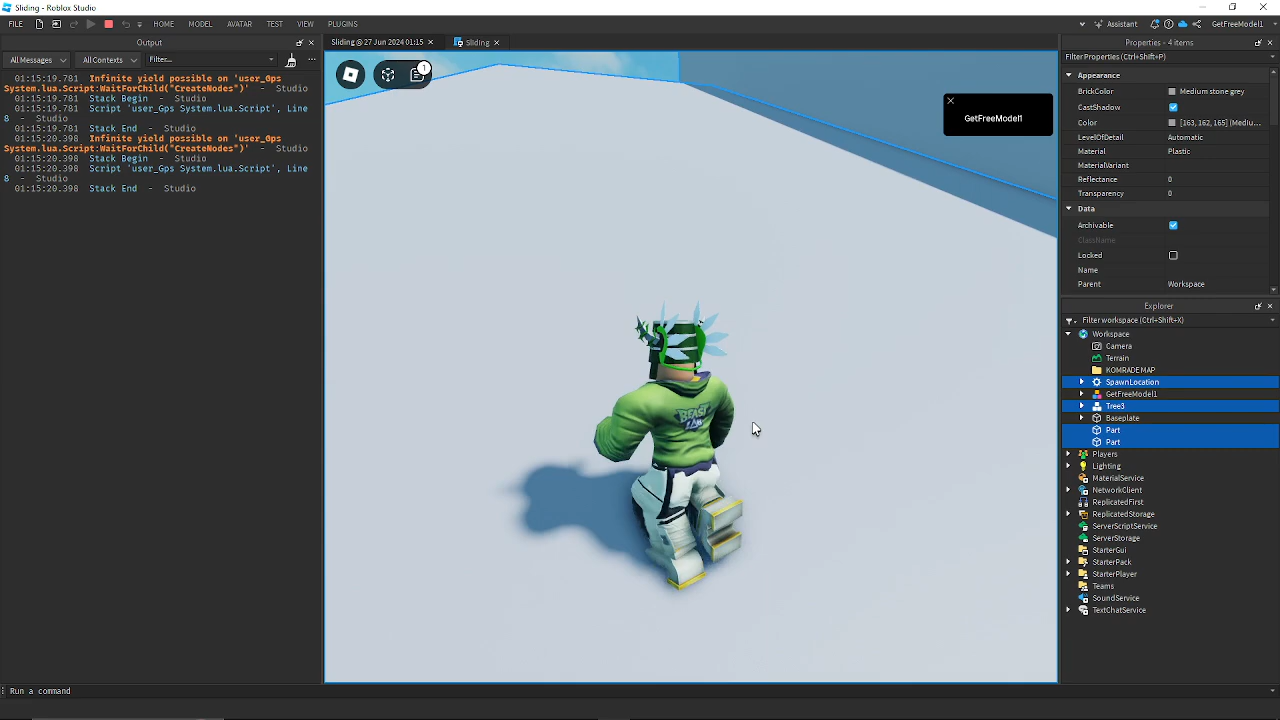 Sliding - Roblox Studio
FILE HOME MODEL AVATAR TEST VIEW PLUGINS Assistant GetFreeModel1
Output
All Messages All Contexts Filter...
01:15:19.781 Infinite yield possible on 'user_Gps
System.lua.Script:WaitForChild("CreateNodes")' - Studio
01:15:19.781 Stack Begin - Studio
01:15:19.781 Script 'user_Gps System.lua.Script', Line
8 - Studio
01:15:19.781 Stack End - Studio
01:15:20.398 Infinite yield possible on 'user_Gps
System.lua.Script:WaitForChild("CreateNodes")' - Studio
01:15:20.398 Stack Begin - Studio
01:15:20.398 Script 'user_Gps System.lua.Script', Line
8 - Studio
01:15:20.398 Stack End - Studio
Sliding @ 27 Jun 2024 01:15 Sliding
1
GetFreeModel1
BEAST
Properties - 4 items
Filter Properties (Ctrl+Shift+P)
Appearance
BrickColor Medium stone grey
CastShadow
Color [163, 162, 165] (Mediu...
LevelOfDetail Automatic
Material Plastic
MaterialVariant
Reflectance 0
Transparency 0
Data
Archivable
ClassName
Locked
Name
Parent Workspace
Explorer
Filter workspace (Ctrl+Shift+X)
Workspace
Camera
Terrain
KOMRADE MAP
SpawnLocation
GetFreeModel1
Tree3
Baseplate
Part
Part
Players
Lighting
MaterialService
NetworkClient
ReplicatedFirst
ReplicatedStorage
ServerScriptService
ServerStorage
StarterGui
StarterPack
StarterPlayer
Teams
SoundService
TextChatService
Run a command